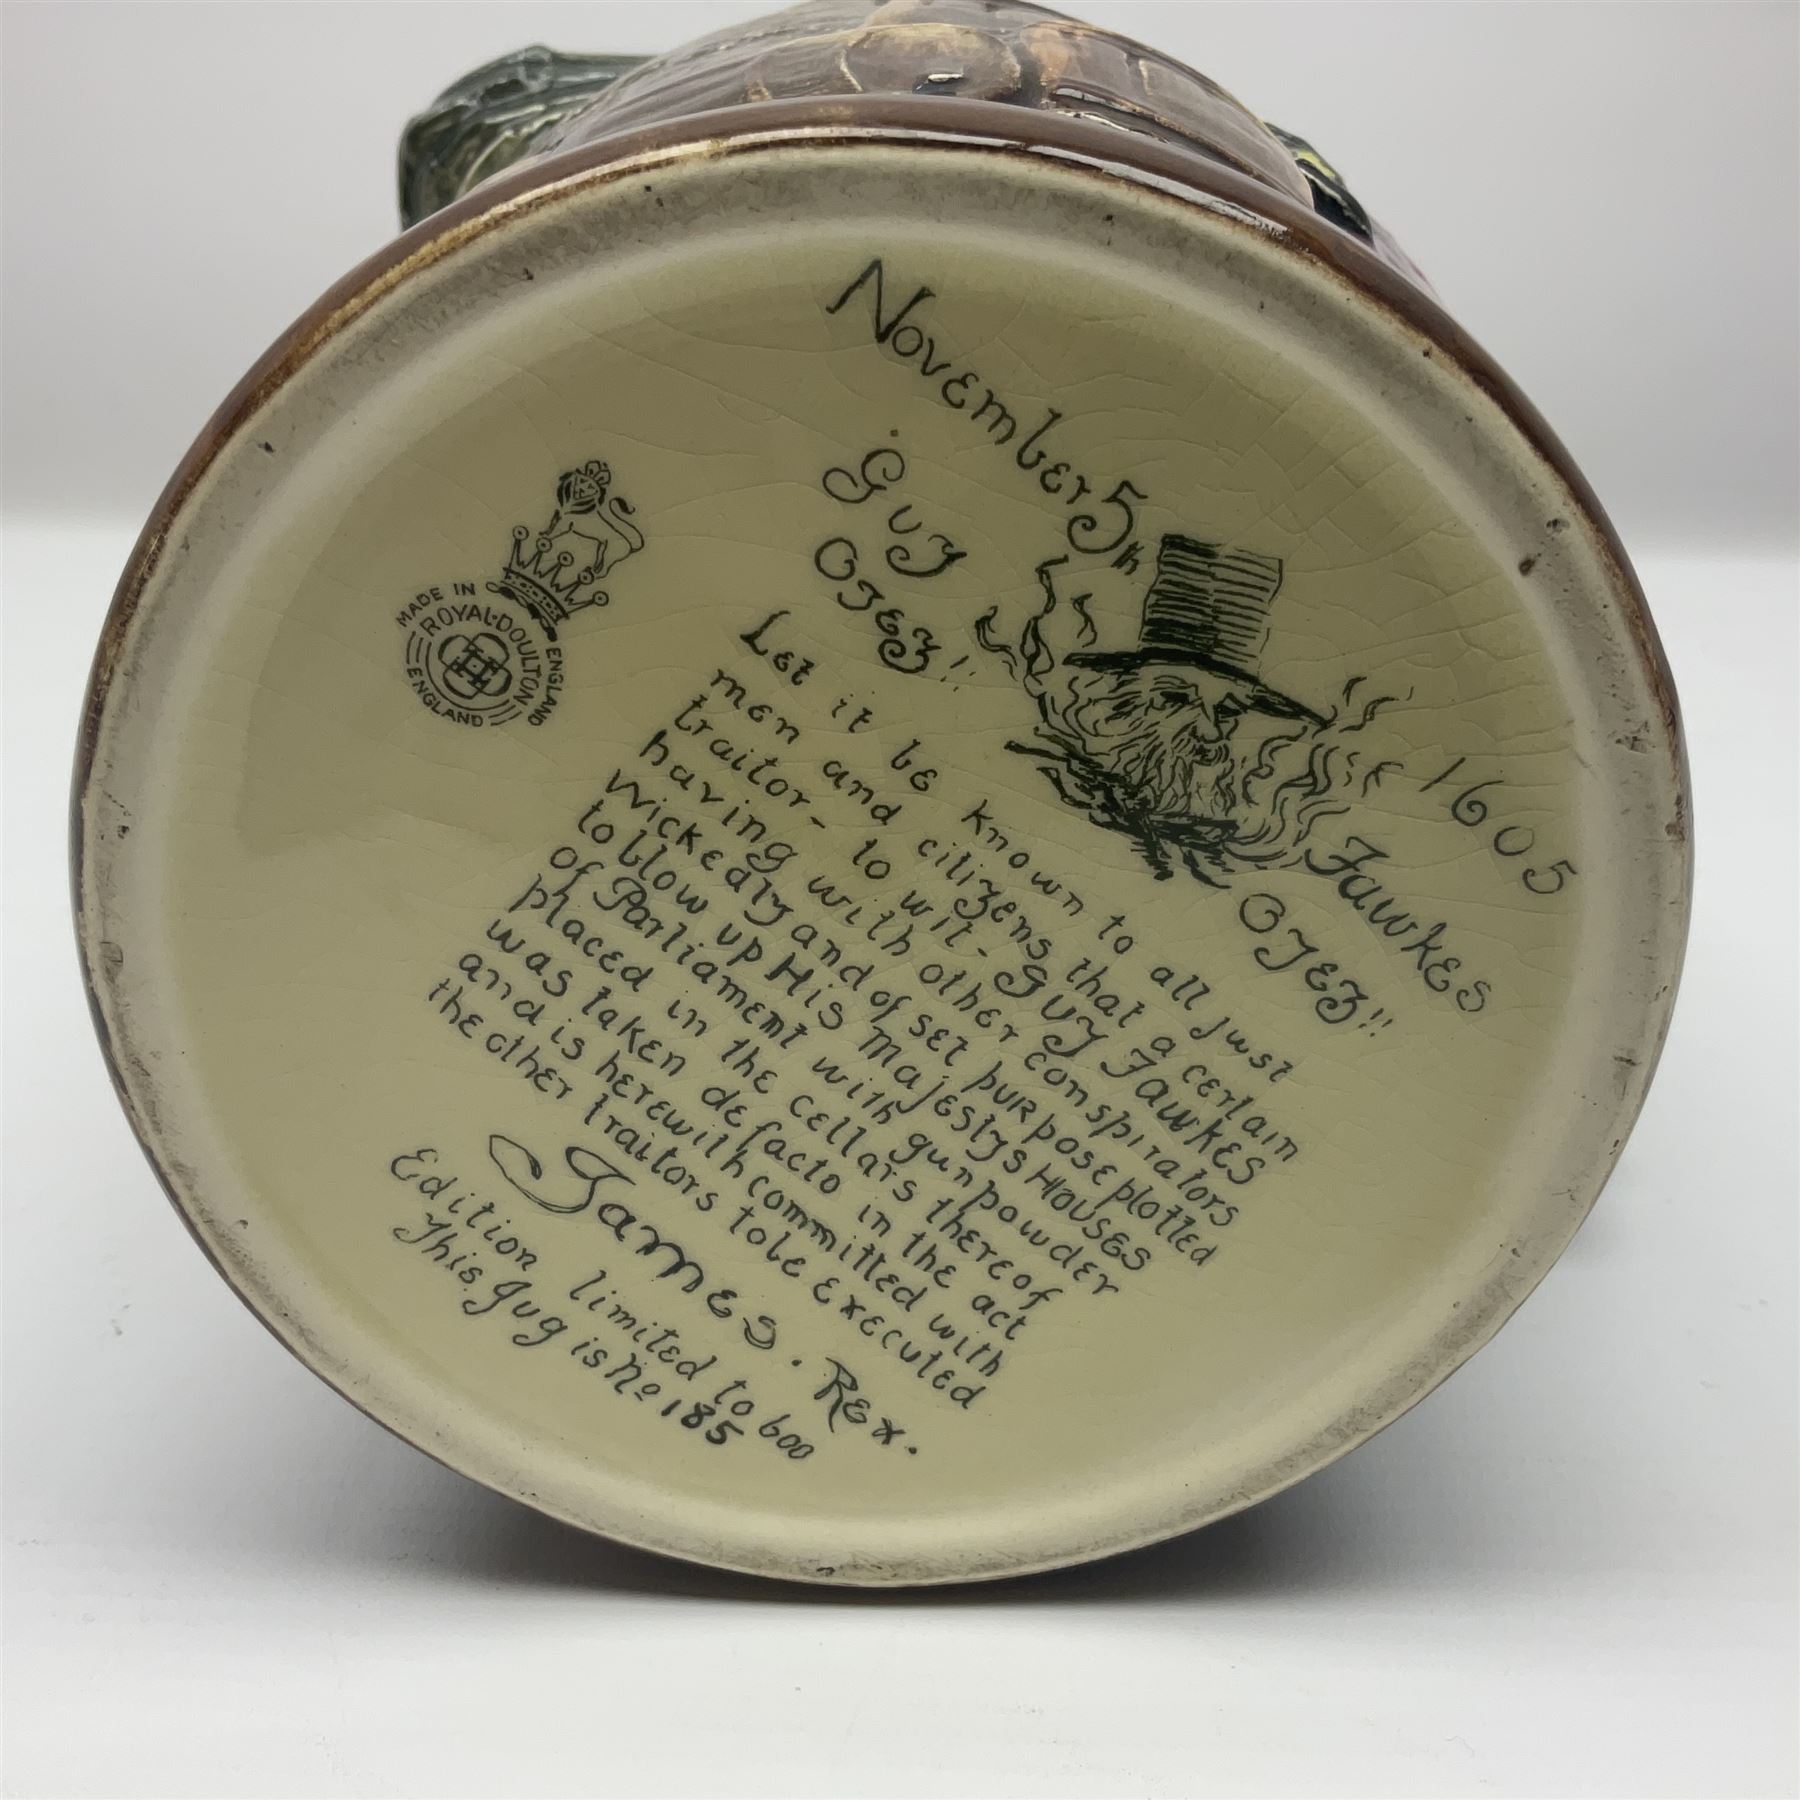 November 5th 1605
Guy Fawkes
OYEZ!! OYEZ!!
Let it be known to all just
men and citizens that a certain
traitor - to wit - Guy Fawkes
having with other conspirators
wickedly and of set purpose plotted
to blow up His Majestys Houses
of Parliament with gunpowder
placed in the cellars thereof
was taken de facto in the act
and is herewith committed with
the other traitors to be executed
James . Rex.
Edition limited to 600
This jug is No 185
MADE IN ENGLAND
ROYAL·DOULTON
ENGLAND